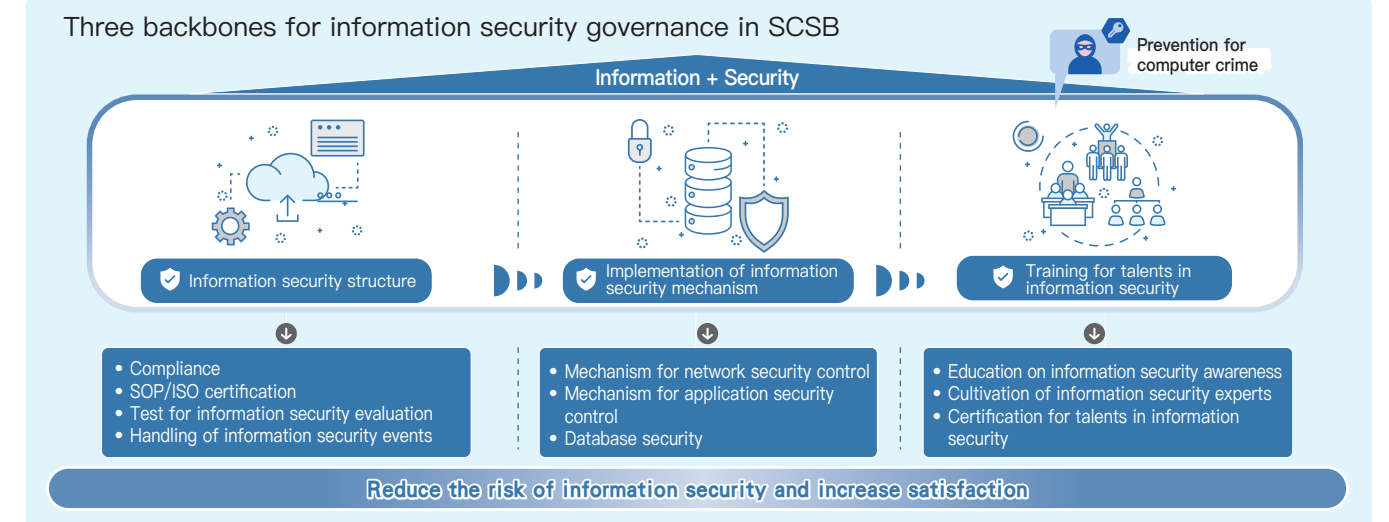 Three backbones for information security governance in SCSB
Prevention for
computer crime
Information + Security
Information security structure
Implementation of information
security mechanism
Training for talents in
information security
• Compliance
• SOP/ISO certification
• Test for information security evaluation
• Handling of information security events
• Mechanism for network security control
• Mechanism for application security
control
• Database security
• Education on information security awareness
• Cultivation of information security experts
• Certification for talents in information
security
Reduce the risk of information security and increase satisfaction